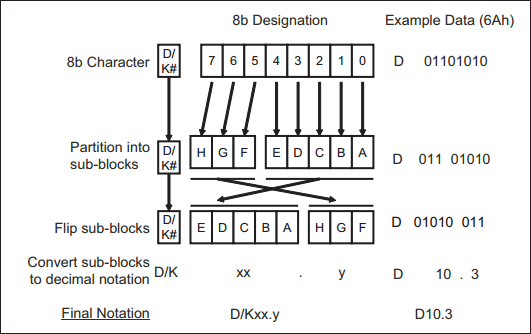 8b Designation Example Data (6Ah)
8b Character D/K# 7 6 5 4 3 2 1 0 D 01101010
Partition into sub-blocks D/K# H G F E D C B A D 011 01010
Flip sub-blocks D/K# E D C B A H G F D 01010 011
Convert sub-blocks to decimal notation D/K xx . y D 10 . 3
Final Notation D/Kxx.y D10.3